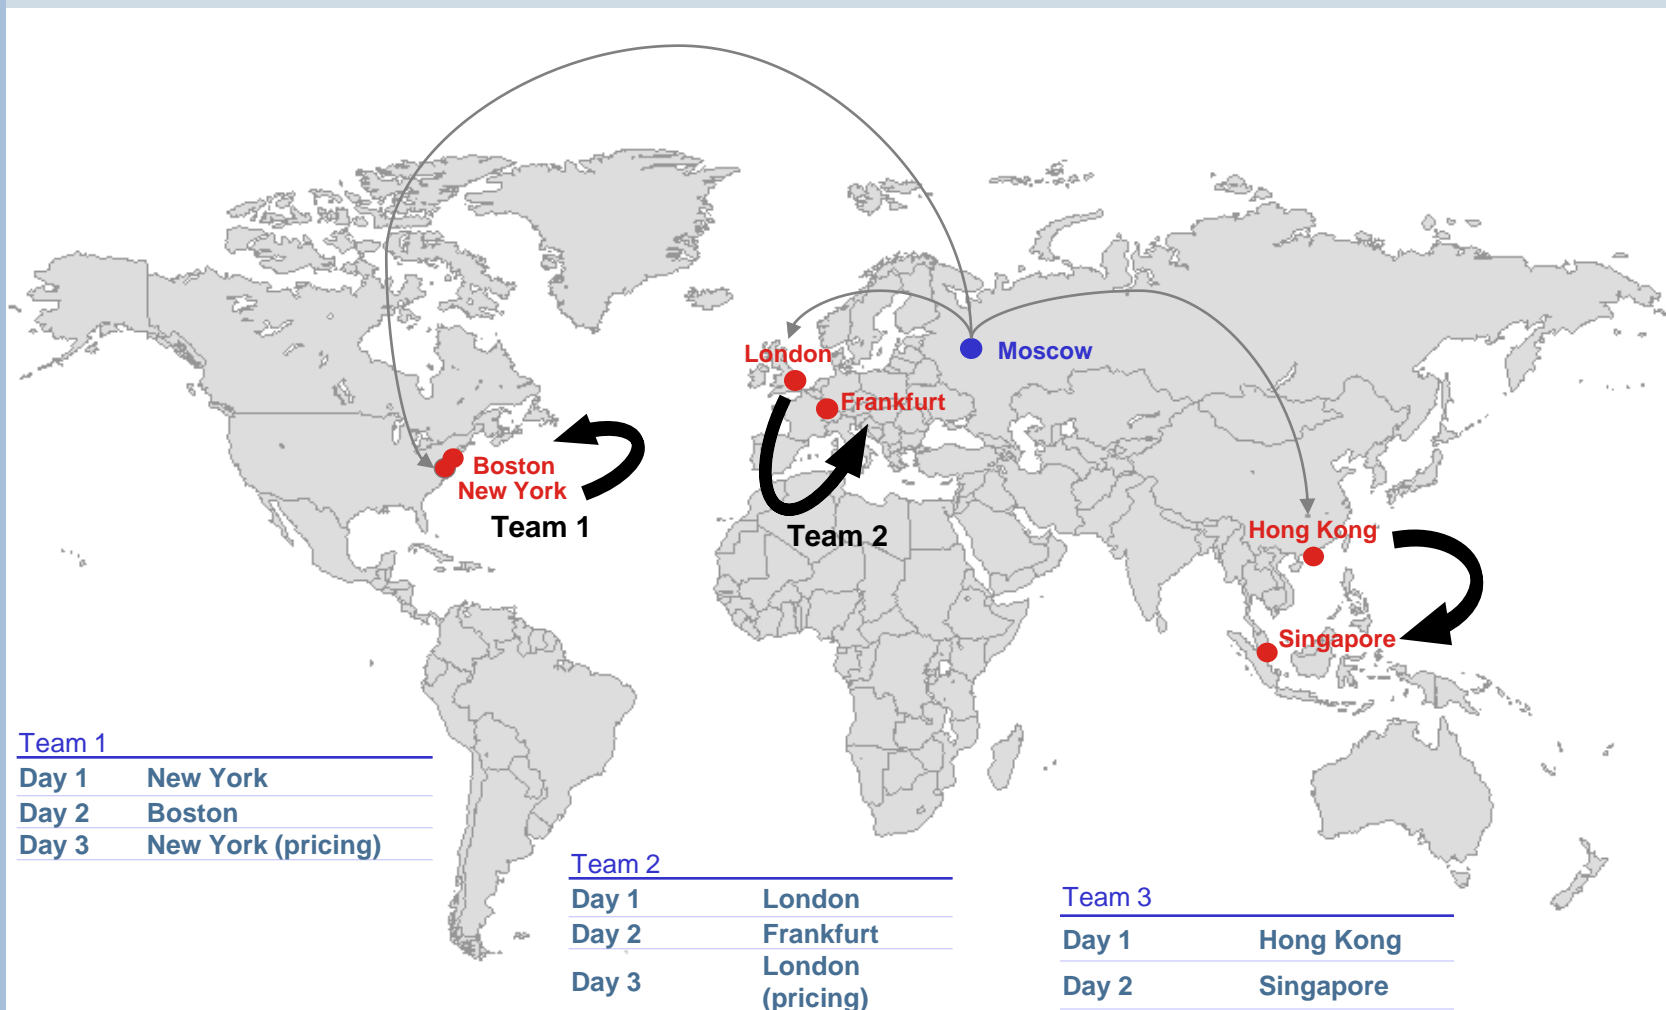 London
Moscow
Frankfurt
Boston
New York
Team 1
Team 2
Hong Kong
Singapore
Team 1
Day 1 New York
Day 2 Boston
Day 3 New York (pricing)
Team 2
Day 1 London
Day 2 Frankfurt
Day 3 London
(pricing)
Team 3
Day 1 Hong Kong
Day 2 Singapore